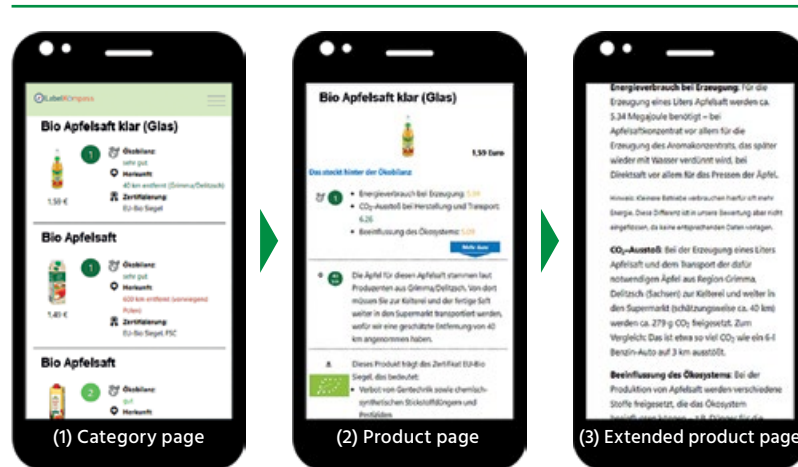 LabelKompass
Bio Apfelsaft klar (Glas)
1
Ökobilanz:
sehr gut
Herkunft:
40 km entfernt (Grimma/Delitzsch)
1,59 €
Zertifizierung:
EU-Bio Siegel
Bio Apfelsaft
1
Ökobilanz:
sehr gut
Herkunft:
600 km entfernt (vorwiegend
Polen)
1,49 €
Zertifizierung:
EU-Bio Siegel, FSC
Bio Apfelsaft
2
Ökobilanz:
gut
Herkunft:
(1) Category page
Bio Apfelsaft klar (Glas)
1,59 Euro
Das steckt hinter der Ökobilanz
1
• Energieverbrauch bei Erzeugung: 5.59
• CO₂-Ausstoß bei Herstellung und Transport:
6.26
• Beeinflussung des Ökosystems: 5.09
Mehr dazu
Die Äpfel für diesen Apfelsaft stammen laut
Produzenten aus Grimma/Delitzsch. Von dort
müssen Sie zur Kelterei und der fertige Saft
weiter in den Supermarkt transportiert werden,
wofür wir eine geschätzte Entfernung von 40
km angenommen haben.
Dieses Produkt trägt das Zertifikat EU-Bio
Siegel, das bedeutet:
• Verbot von Gentechnik sowie chemisch-
synthetischen Stickstoffdüngern und
Pestiziden
(2) Product page
Energieverbrauch bei Erzeugung: Für die
Erzeugung eines Liters Apfelsaft werden ca.
5.34 Megajoule benötigt – bei
Apfelsaftkonzentrat vor allem für die
Erzeugung des Aromakonzentrats, das später
wieder mit Wasser verdünnt wird, bei
Direktsaft vor allem für das Pressen der Äpfel.
Hinweis: Kleinere Betriebe verbrauchen hierfür oft mehr
Energie. Diese Differenz ist in unsere Bewertung aber nicht
eingeflossen, da keine entsprechenden Daten vorlagen.
CO₂-Ausstoß: Bei der Erzeugung eines Liters
Apfelsaft und dem Transport der dafür
notwendigen Äpfel aus Region Grimma,
Delitzsch (Sachsen) zur Kelterei und weiter in
den Supermarkt (schätzungsweise ca. 40 km)
werden ca. 279 g CO₂ freigesetzt. Zum
Vergleich: Das ist etwa so viel CO₂ wie ein 6-l
Benzin-Auto auf 3 km ausstößt.
Beeinflussung des Ökosystems: Bei der
Produktion von Apfelsaft werden verschiedene
Stoffe freigesetzt, die das Ökosystem
beeinflussen können – z.B. Dünger für die
(3) Extended product page